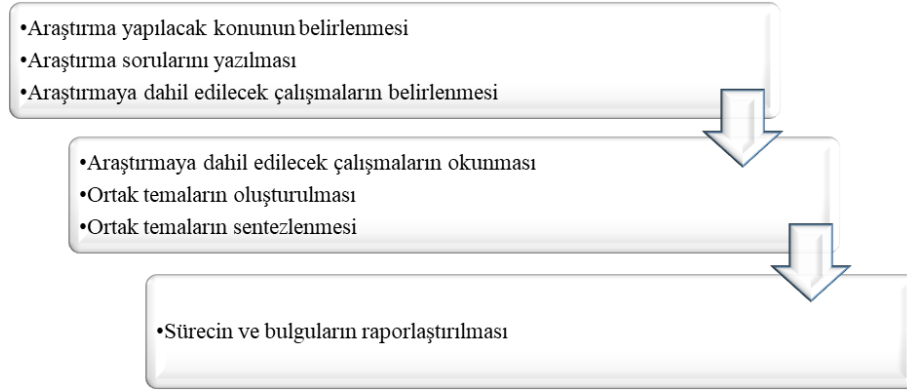 •Araştırma yapılacak konunun belirlenmesi
•Araştırma sorularını yazılması
•Araştırmaya dahil edilecek çalışmaların belirlenmesi
•Araştırmaya dahil edilecek çalışmaların okunması
•Ortak temaların oluşturulması
•Ortak temaların sentezlenmesi
•Sürecin ve bulguların raporlaştırılması